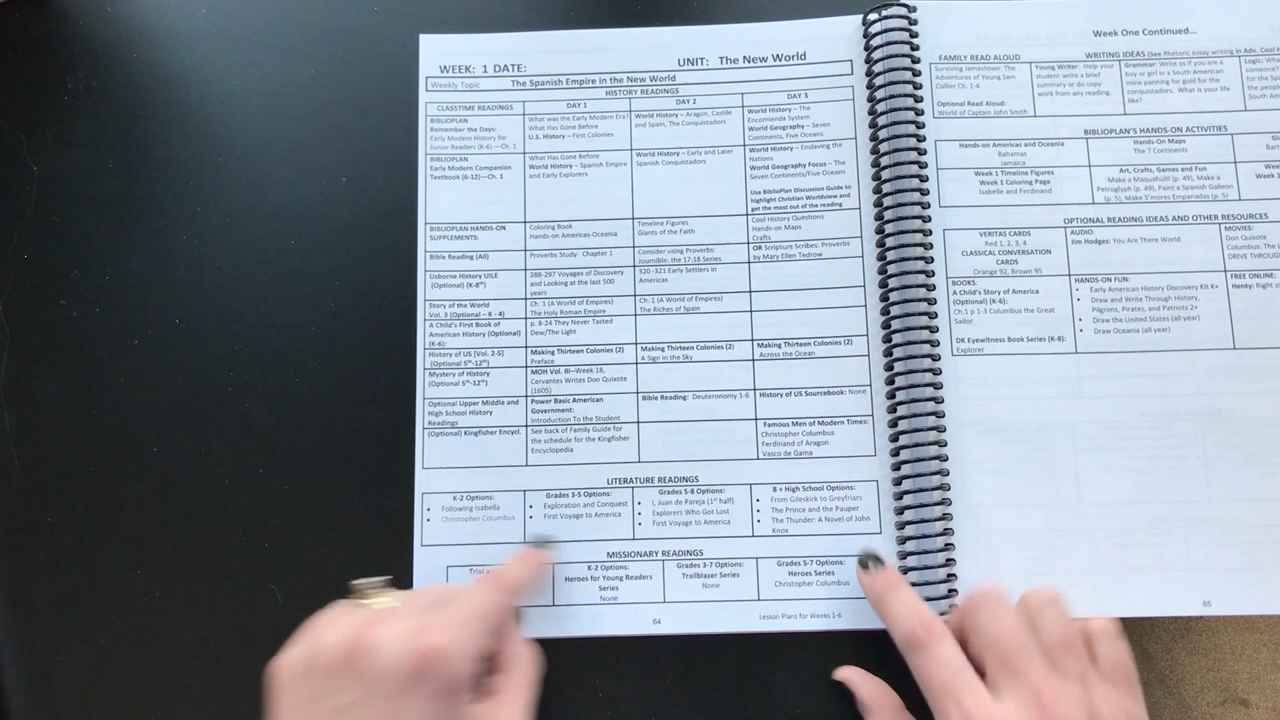 WEEK: 1 DATE:
UNIT: The New World
Weekly Topic
The Spanish Empire in the New World
HISTORY READINGS
CLASSTIME READINGS
DAY 1
DAY 2
DAY 3
BIBLIOPLAN
Remember the Days:
Early Modern History for
Junior Readers (K-6) —Ch. 1
What was the Early Modern Era?
What Has Gone Before
U.S. History – First Colonies
World History – Aragon, Castile
and Spain, The Conquistadors
World History – The
Encomienda System
World Geography – Seven
Continents, Five Oceans
BIBLIOPLAN
Early Modern Companion
Textbook (6-12)—Ch. 1
What Has Gone Before
World History – Spanish Empire
and Early Explorers
World History – Early and Later
Spanish Conquistadors
World History – Enslaving the
Nations
World Geography Focus – The
Seven Continents/Five Oceans
Use BiblioPlan Discussion Guide to
highlight Christian Worldview and
get the most out of the reading
BIBLIOPLAN HANDS-ON
SUPPLEMENTS:
Coloring Book
Hands-on Americas-Oceania
Timeline Figures
Giants of the Faith
Cool History Questions
Hands-on Maps
Crafts
Bible Reading (All)
Proverbs Study: Chapter 1
Consider using Proverbs:
Journible: the 17:18 Series
OR Scripture Scribes: Proverbs
by Mary Ellen Tedrow
Usborne History UILE
(Optional) (K-8th)
288-297 Voyages of Discovery
and Looking at the last 500
years
320 -321 Early Settlers in
Americas
Story of the World
Vol. 3 (Optional – K - 4)
Ch. 1 (A World of Empires)
The Holy Roman Empire
Ch. 1 (A World of Empires)
The Riches of Spain
A Child's First Book of
American History (Optional)
(K-6):
p. 8-24 They Never Tasted
Dew/The Light
History of US [Vol. 2-5]
(Optional 5th-12th)
Making Thirteen Colonies (2)
Preface
Making Thirteen Colonies (2)
A Sign in the Sky
Making Thirteen Colonies (2)
Across the Ocean
Mystery of History
(Optional 5th-12th)
MOH Vol. III--Week 18,
Cervantes Writes Don Quixote
(1605)
Optional Upper Middle and
High School History
Readings
Power Basic American
Government:
Introduction To the Student
Bible Reading: Deuteronomy 1-6
History of US Sourcebook: None
(Optional) Kingfisher Encycl.
See back of Family Guide for
the schedule for the Kingfisher
Encyclopedia
Famous Men of Modern Times:
Christopher Columbus
Ferdinand of Aragon
Vasco de Gama
LITERATURE READINGS
K-2 Options:
• Following Isabella
• Christopher Columbus
Grades 3-5 Options:
• Exploration and Conquest
• First Voyage to America
Grades 5-8 Options:
• I, Juan de Pareja (1st half)
• Explorers Who Got Lost
• First Voyage to America
8 + High School Options:
• From Gileskirk to Greyfriars
• The Prince and the Pauper
• The Thunder: A Novel of John
Knox
MISSIONARY READINGS
K-2 Options:
Heroes for Young Readers
Series
None
Grades 3-7 Options:
Trailblazer Series
None
Grades 5-7 Options:
Heroes Series
Christopher Columbus
64
Lesson Plans for Weeks 1-6
Week One Continued...
FAMILY READ ALOUD
WRITING IDEAS (See Rhetoric essay writing in Adv. Cool
Surviving Jamestown: The
Adventures of Young Sam
Collier Ch. 1-4
Optional Read Aloud:
World of Captain John Smith
Young Writer: Help your
student write a brief
summary or do copy
work from any reading.
Grammar: Write as if you are a
boy or girl in a South American
mine panning for gold for the
conquistadors. What is your life
like?
Logic:
someone?
for the
the people
South
BIBLIOPLAN'S HANDS-ON ACTIVITIES
Hands-on Americas and Oceania
Bahamas
Jamaica
Hands-On Maps
The 7 Continents
Week 1 Timeline Figures
Week 1 Coloring Page
Isabelle and Ferdinand
Art, Crafts, Games and Fun
Make a Maquahuitl (p. 49), Make a
Petroglyph (p. 49), Paint a Spanish Galleon
(p. 5), Make S'mores Empanadas (p. 5)
OPTIONAL READING IDEAS AND OTHER RESOURCES
VERITAS CARDS
Red 1, 2, 3, 4
CLASSICAL CONVERSATION
CARDS
Orange 92, Brown 95
AUDIO:
Jim Hodges: You Are There World
MOVIES:
Don Quixote
Columbus: The
DRIVE THROUGH
BOOKS:
A Child's Story of America
(Optional) (K-6):
Ch.1 p 1-3 Columbus the Great
Sailor
DK Eyewitness Book Series (K-8):
Explorer
HANDS-ON FUN:
• Early American History Discovery Kit K+
• Draw and Write Through History,
Pilgrims, Pirates, and Patriots 2+
• Draw the United States (all year)
• Draw Oceania (all year)
FREE ONLINE:
Henty: Right
65